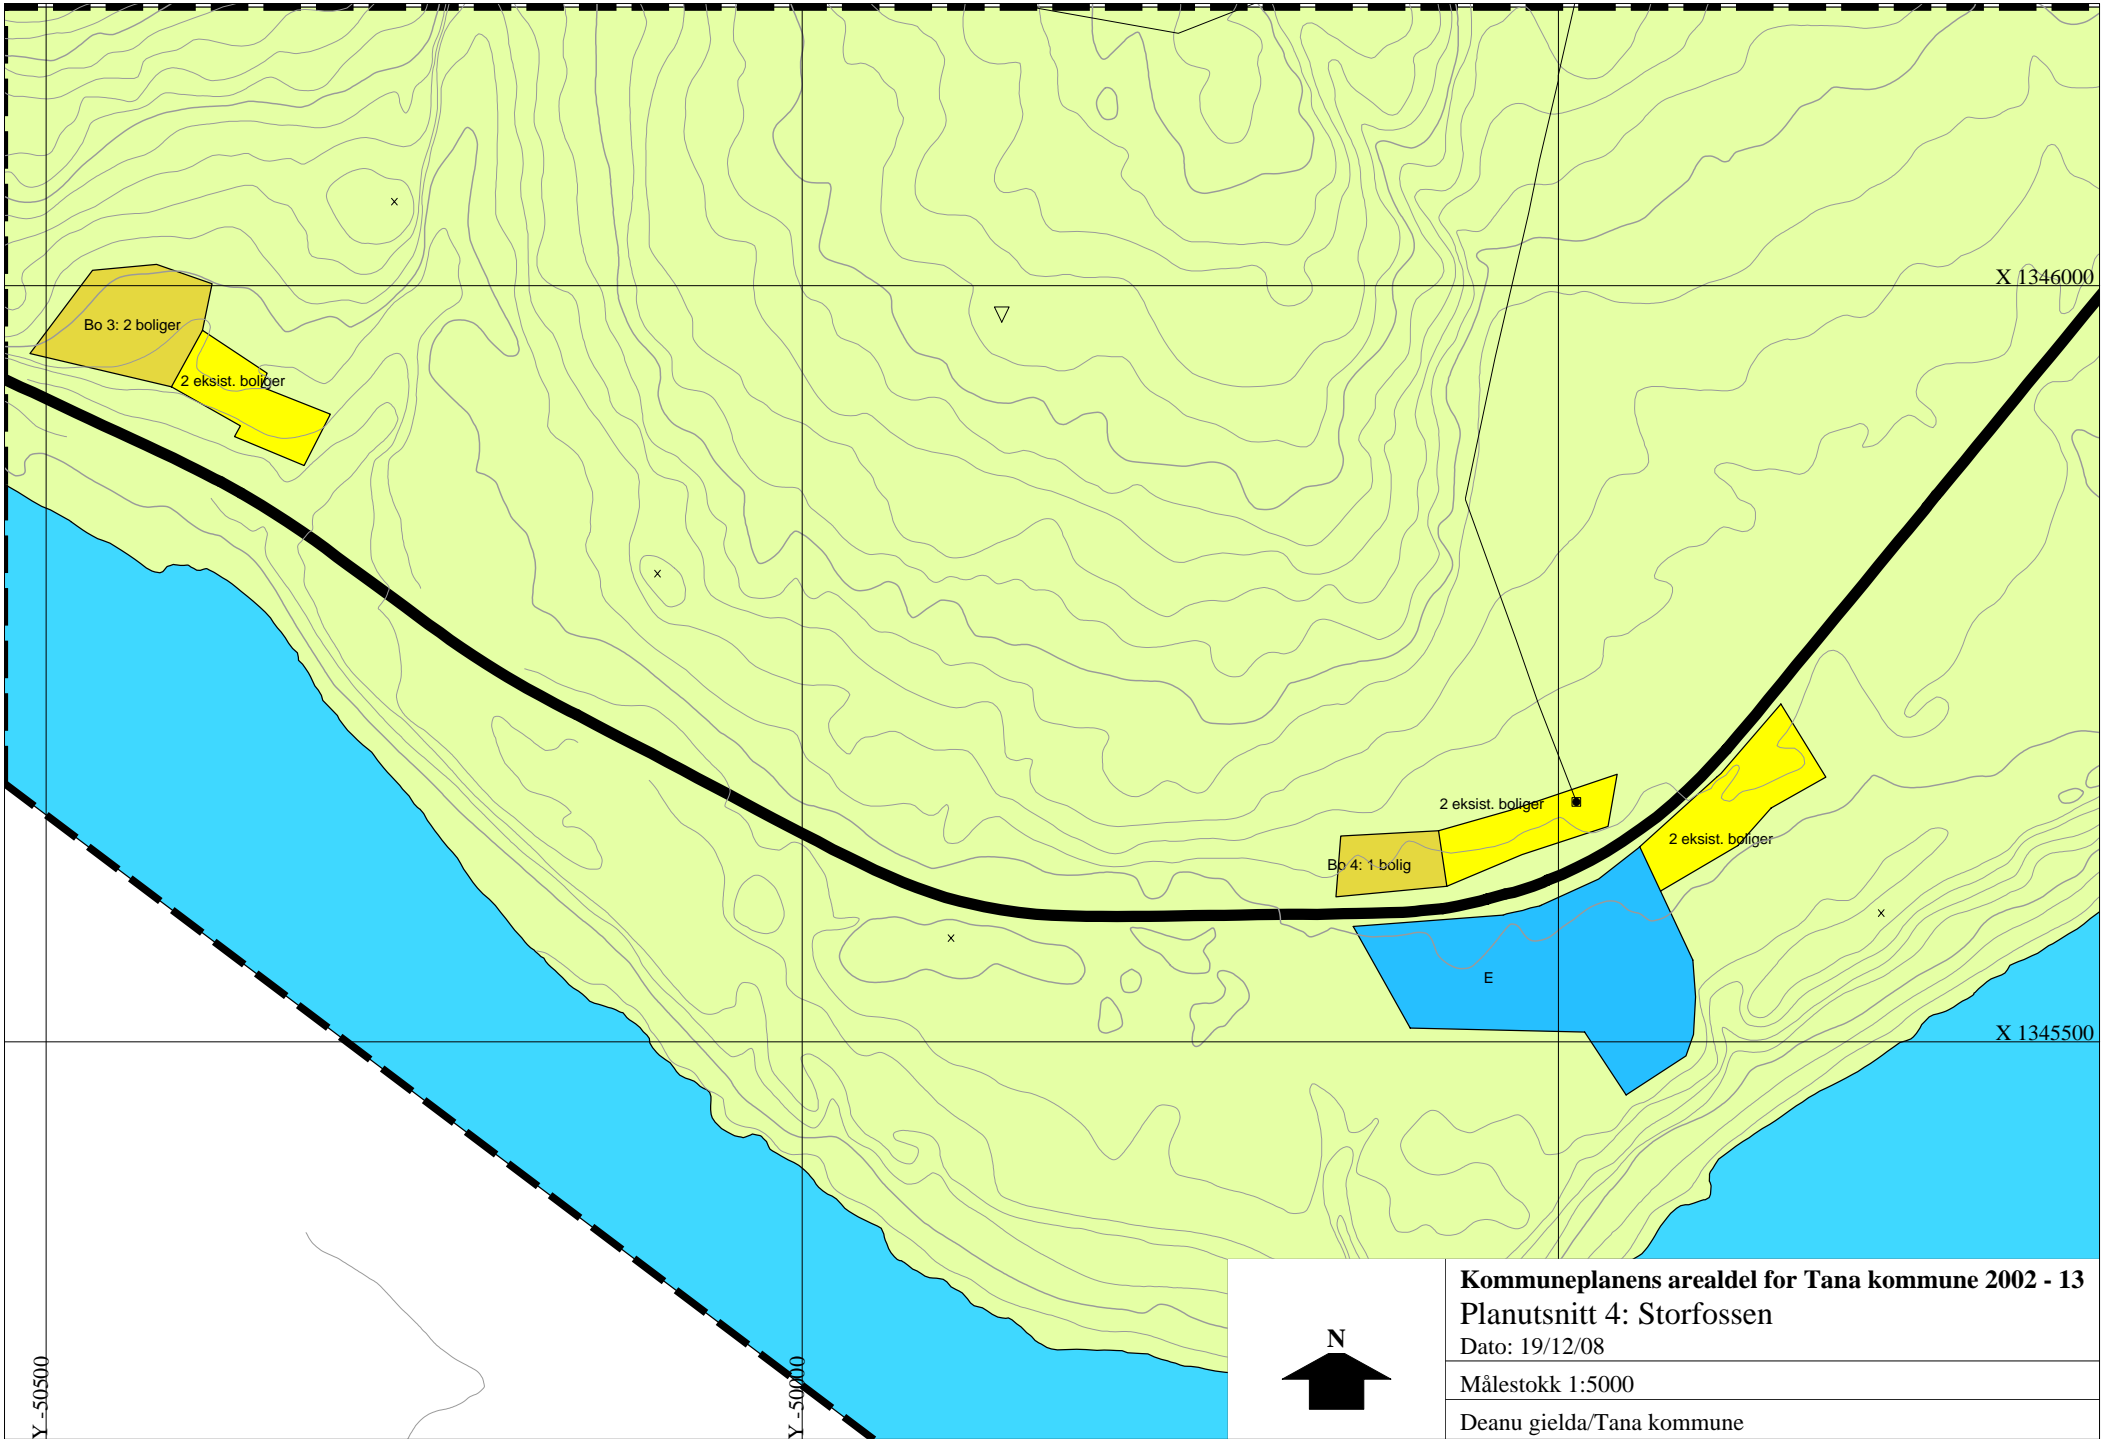 X 1346000
Bo 3: 2 boliger
2 eksist. boliger
2 eksist. boliger
2 eksist. boliger
Bo 4: 1 bolig
E
X 1345500
Y -50500
Y -50000
N
Kommuneplanens arealdel for Tana kommune 2002 - 13
Planutsnitt 4: Storfossen
Dato: 19/12/08
Målestokk 1:5000
Deanu gielda/Tana kommune